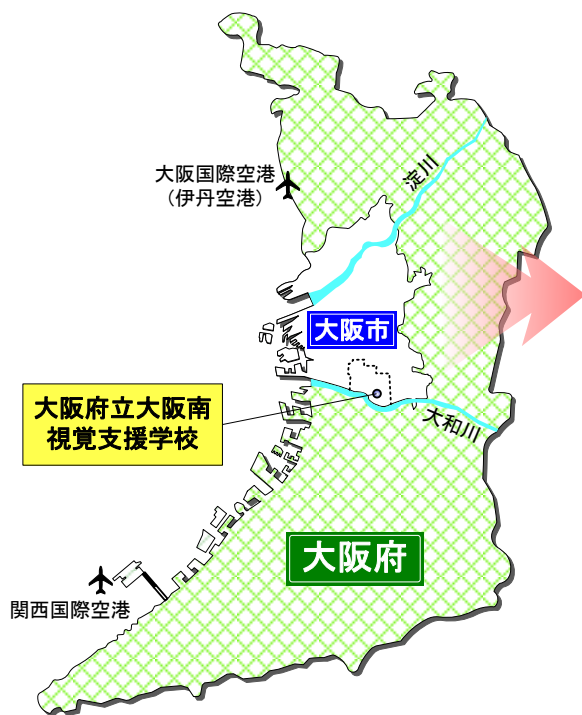 大阪国際空港
（伊丹空港）
淀川
大阪市
大阪府立大阪南
視覚支援学校
大和川
大阪府
関西国際空港